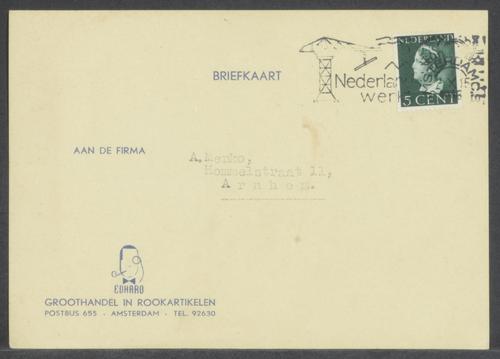 NEDERLAND
BRIEFKAART
Nederland
werk
5 CENT
AAN DE FIRMA
A.Menko,
Hommelstraat 11,
Arnhem.
EDHARO
GROOTHANDEL IN ROOKARTIKELEN
POSTBUS 655 - AMSTERDAM - TEL. 92630